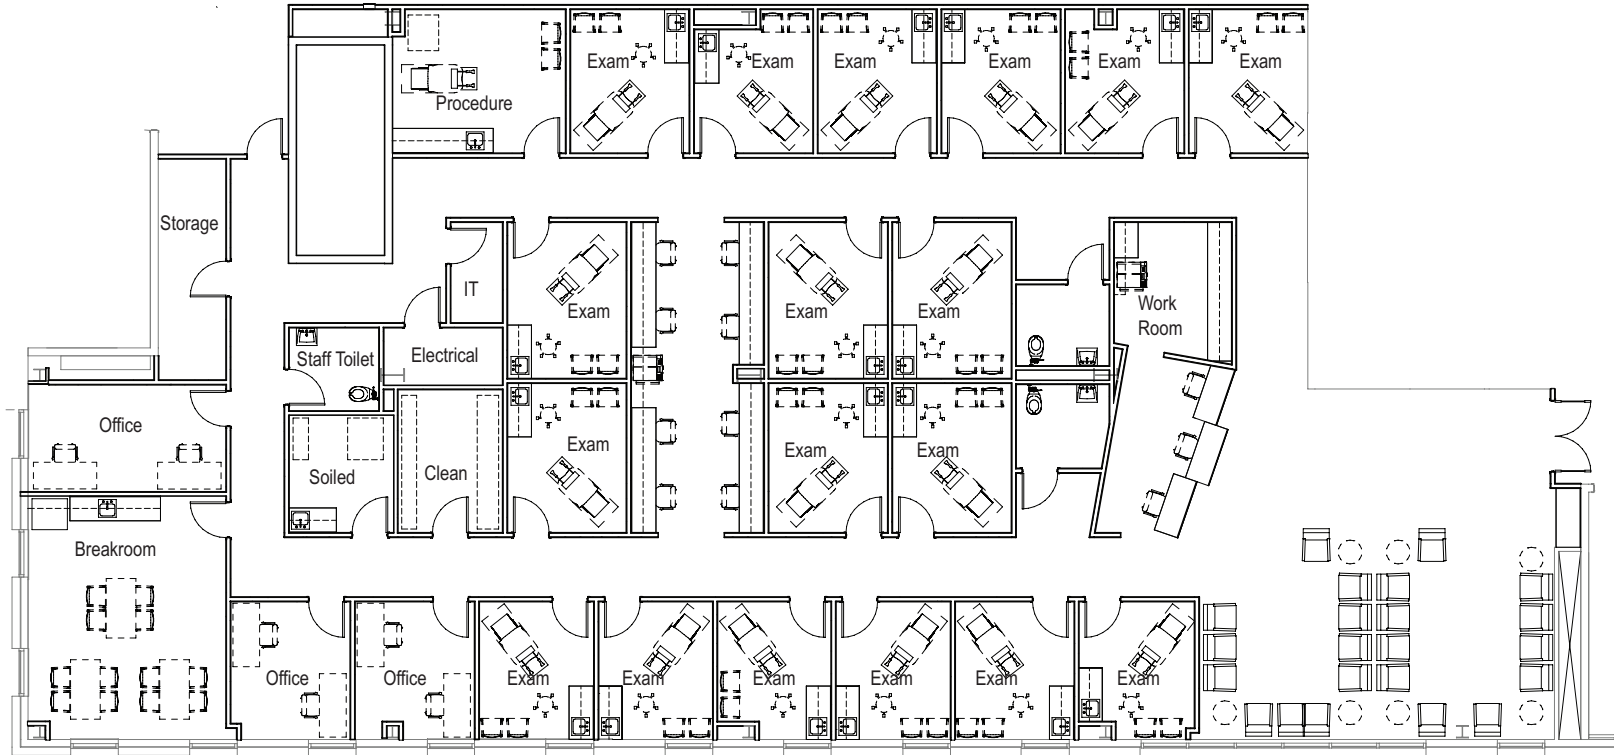 Exam
Exam
Exam
Exam
Exam
Exam
Procedure
Storage
IT
Exam
Exam
Exam
Work
Room
Staff Toilet
Electrical
Office
Exam
Exam
Exam
Soiled
Clean
Breakroom
Office
Office
Exam
Exam
Exam
Exam
Exam
Exam